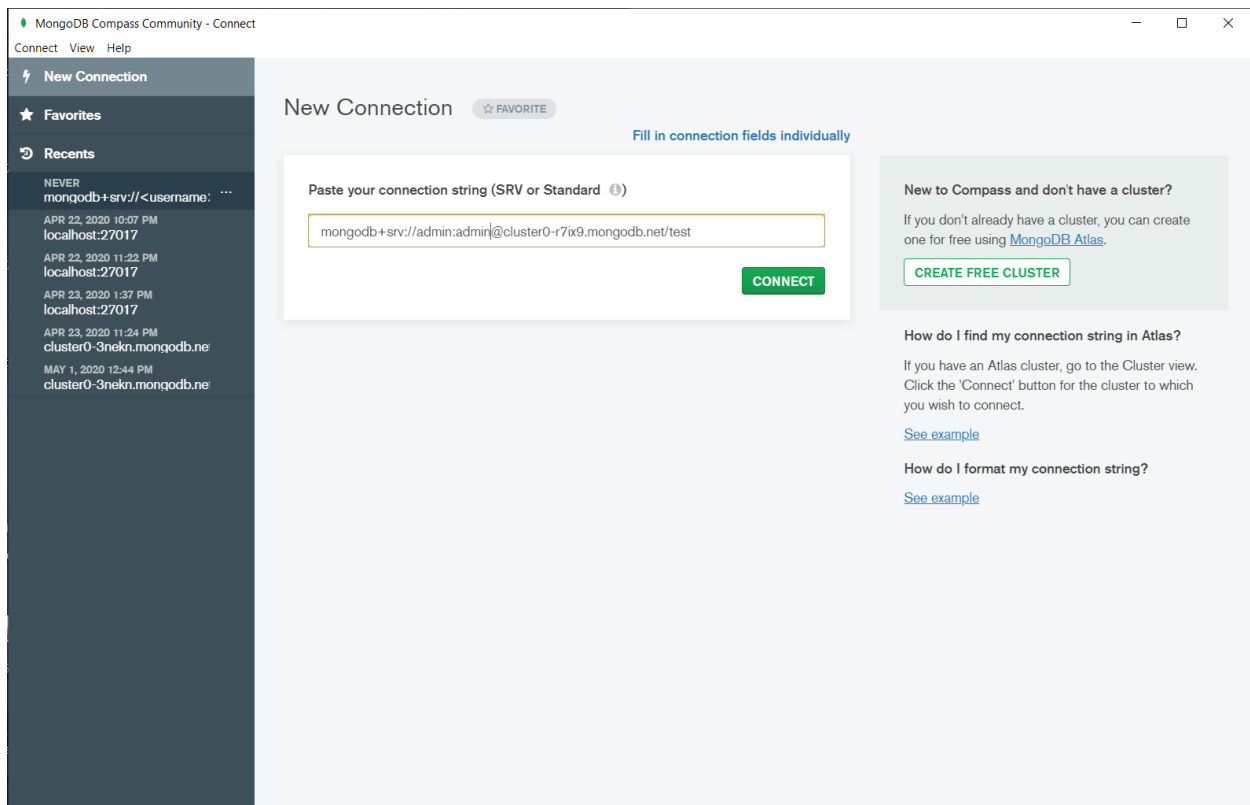 MongoDB Compass Community - Connect
Connect View Help
New Connection
Favorites
Recents
NEVER
mongodb+srv://<username:
...
APR 22, 2020 10:07 PM
localhost:27017
APR 22, 2020 11:22 PM
localhost:27017
APR 23, 2020 1:37 PM
localhost:27017
APR 23, 2020 11:24 PM
cluster0-3nekn.mongodb.ne
MAY 1, 2020 12:44 PM
cluster0-3nekn.mongodb.ne
New Connection
FAVORITE
Fill in connection fields individually
Paste your connection string (SRV or Standard )
mongodb+srv://admin:admin@cluster0-r7ix9.mongodb.net/test
CONNECT
New to Compass and don't have a cluster?
If you don't already have a cluster, you can create
one for free using MongoDB Atlas.
CREATE FREE CLUSTER
How do I find my connection string in Atlas?
If you have an Atlas cluster, go to the Cluster view.
Click the 'Connect' button for the cluster to which
you wish to connect.
See example
How do I format my connection string?
See example